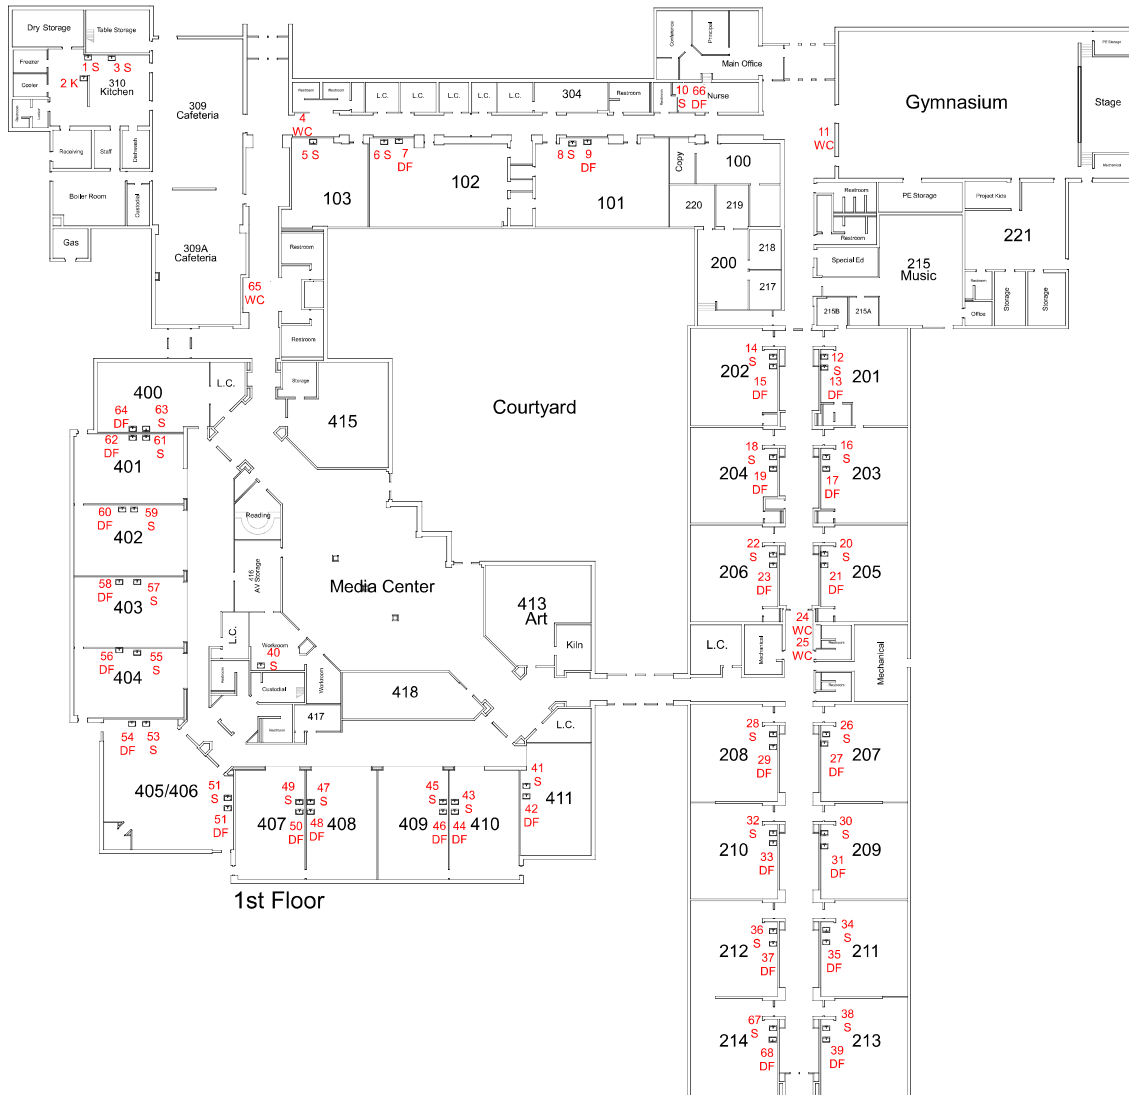 Dry Storage
Table Storage
Freezer
Cooler
1 S
3 S
2 K
310
Kitchen
Receiving
Staff
Dishwash
Boiler Room
Custodial
Gas
309
Cafeteria
309A
Cafeteria
65
WC
Restroom
Restroom
L.C.
L.C.
L.C.
L.C.
L.C.
304
Restroom
Restroom
Conference
Principal
Main Office
Nurse
10
S
66
DF
4
WC
5 S
103
6 S
7
DF
102
8 S
9
DF
101
Copy
100
220
219
200
218
217
Gymnasium
11
WC
PE Storage
Stage
Mechanical
Restroom
Restroom
PE Storage
Project Kids
221
215
Music
Special Ed
215B
215A
Restroom
Office
Storage
Storage
Restroom
Restroom
Courtyard
400
L.C.
Storage
415
64
DF
63
S
62
DF
61
S
401
60
DF
59
S
402
58
DF
57
S
403
56
DF
55
S
404
54
DF
53
S
405/406
51
S
51
DF
Reading
416
AV Storage
Media Center
L.C.
Workroom
40
S
Restroom
Custodial
Workroom
Restroom
417
418
413
Art
Kiln
L.C.
49
S
50
DF
407
47
S
48
DF
408
45
S
46
DF
409
43
S
44
DF
410
41
S
42
DF
411
1st Floor
14
S
15
DF
202
12
S
13
DF
201
18
S
19
DF
204
16
S
17
DF
203
22
S
23
DF
206
20
S
21
DF
205
24
WC
25
WC
L.C.
Mechanical
Restroom
Restroom
Mechanical
28
S
29
DF
208
26
S
27
DF
207
32
S
33
DF
210
30
S
31
DF
209
36
S
37
DF
212
34
S
35
DF
211
67
S
68
DF
214
38
S
39
DF
213